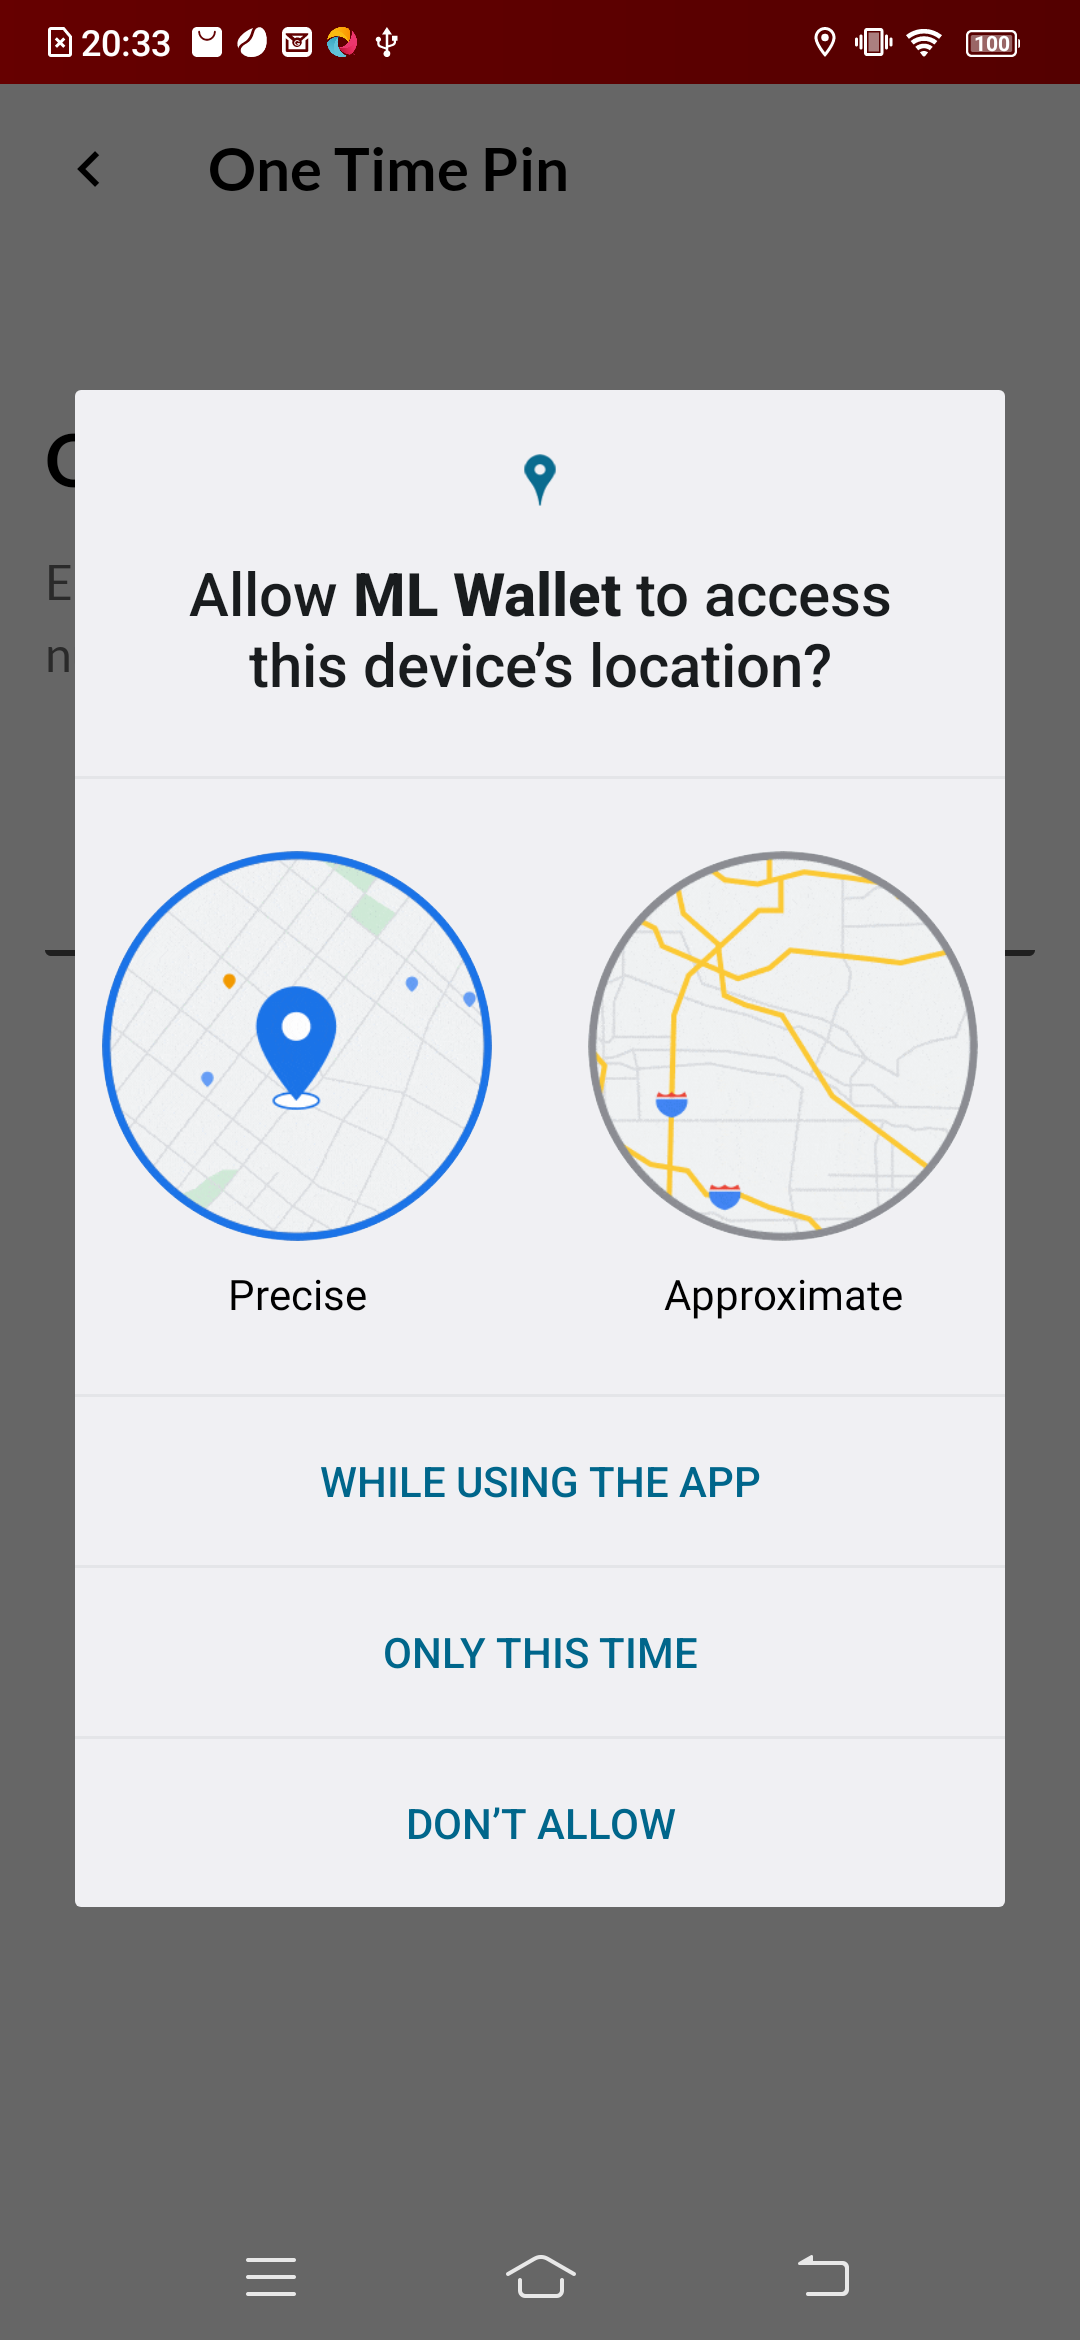 20:33
100
One Time Pin
Allow ML Wallet to access
this device’s location?
Precise
Approximate
WHILE USING THE APP
ONLY THIS TIME
DON’T ALLOW